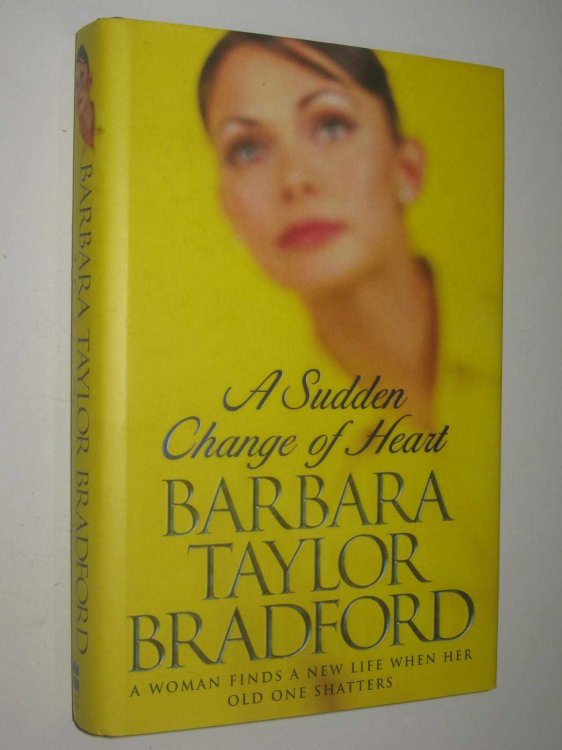 A Sudden
Change of Heart
BARBARA
TAYLOR
BRADFORD
A WOMAN FINDS A NEW LIFE WHEN HER
OLD ONE SHATTERS
BARBARA TAYLOR BRADFORD